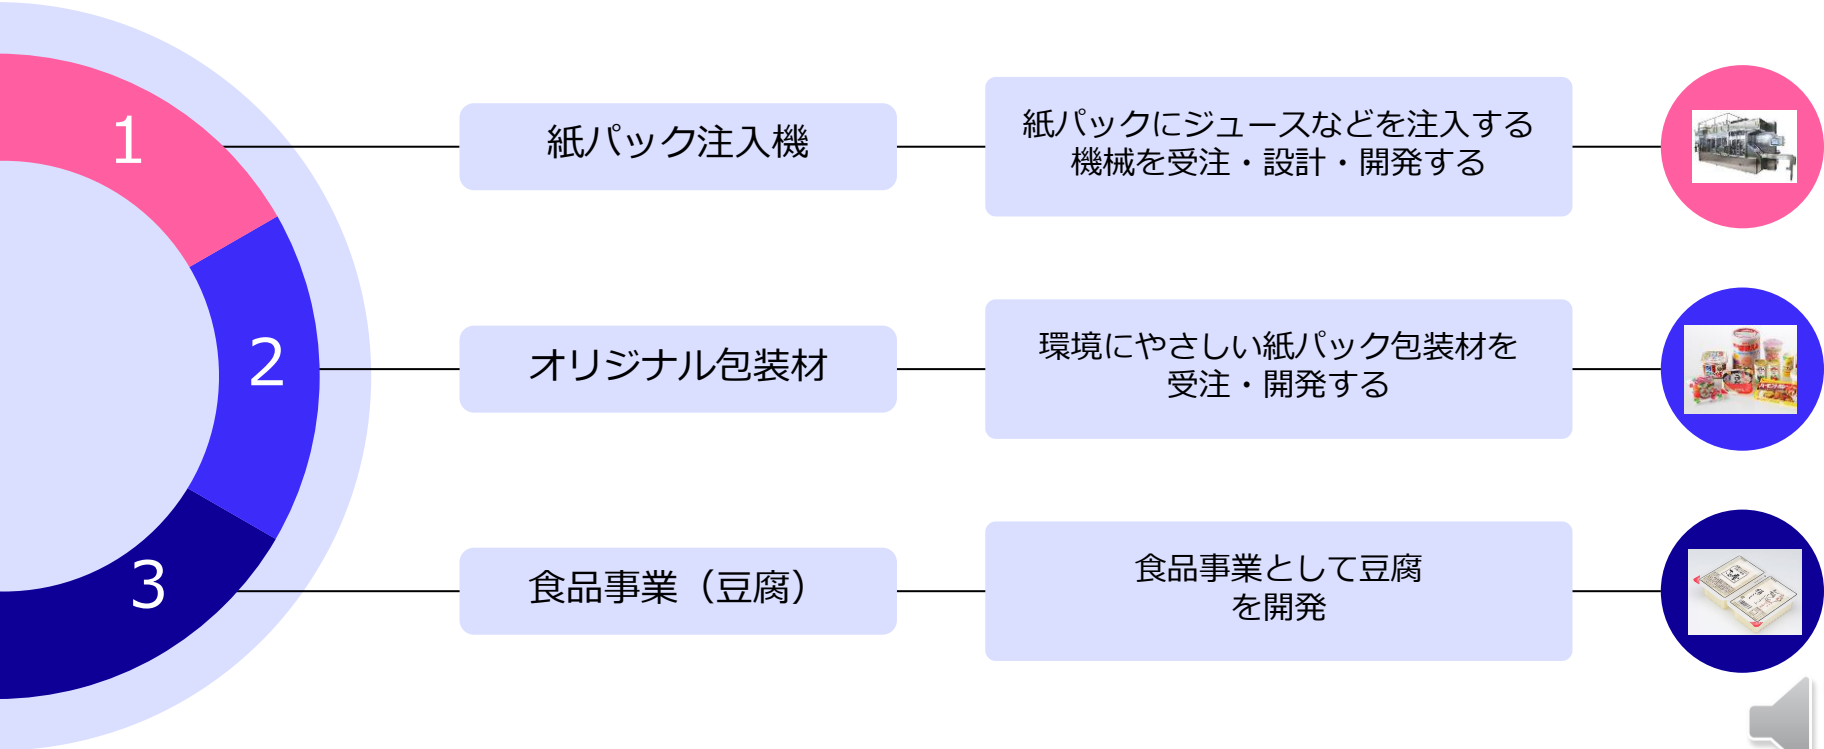 1
紙パック注入機
紙パックにジュースなどを注入する
機械を受注・設計・開発する
2
オリジナル包装材
環境にやさしい紙パック包装材を
受注・開発する
3
食品事業（豆腐）
食品事業として豆腐
を開発